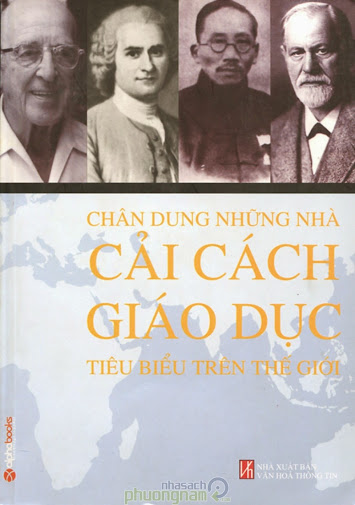 CHÂN DUNG NHỮNG NHÀ
CẢI CÁCH
GIÁO DỤC
TIÊU BIỂU TRÊN THẾ GIỚI
alphabooks
NHÀ XUẤT BẢN
VĂN HOÁ THÔNG TIN
nhasach
phuongnam